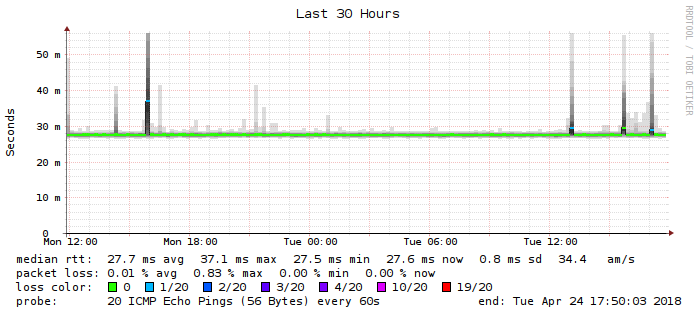 Last 30 Hours
RRDTOOL / TOBI OETIKER
Seconds
50 m
40 m
30 m
20 m
10 m
0
Mon 12:00 Mon 18:00 Tue 00:00 Tue 06:00 Tue 12:00
median rtt: 27.7 ms avg 37.1 ms max 27.5 ms min 27.6 ms now 0.8 ms sd 34.4 am/s
packet loss: 0.01 % avg 0.83 % max 0.00 % min 0.00 % now
loss color: 0 1/20 2/20 3/20 4/20 10/20 19/20
probe: 20 ICMP Echo Pings (56 Bytes) every 60s end: Tue Apr 24 17:50:03 2018